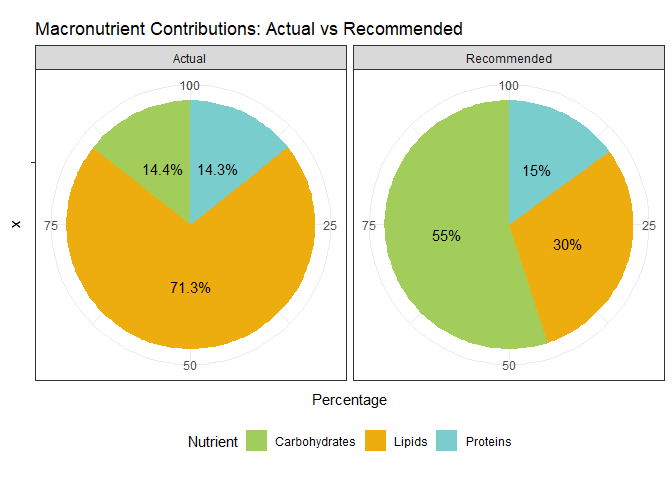 Macronutrient Contributions: Actual vs Recommended
Actual
Recommended
100
14.4%
14.3%
x
75
25
71.3%
50
100
15%
75
55%
30%
25
50
Percentage
Nutrient
Carbohydrates
Lipids
Proteins